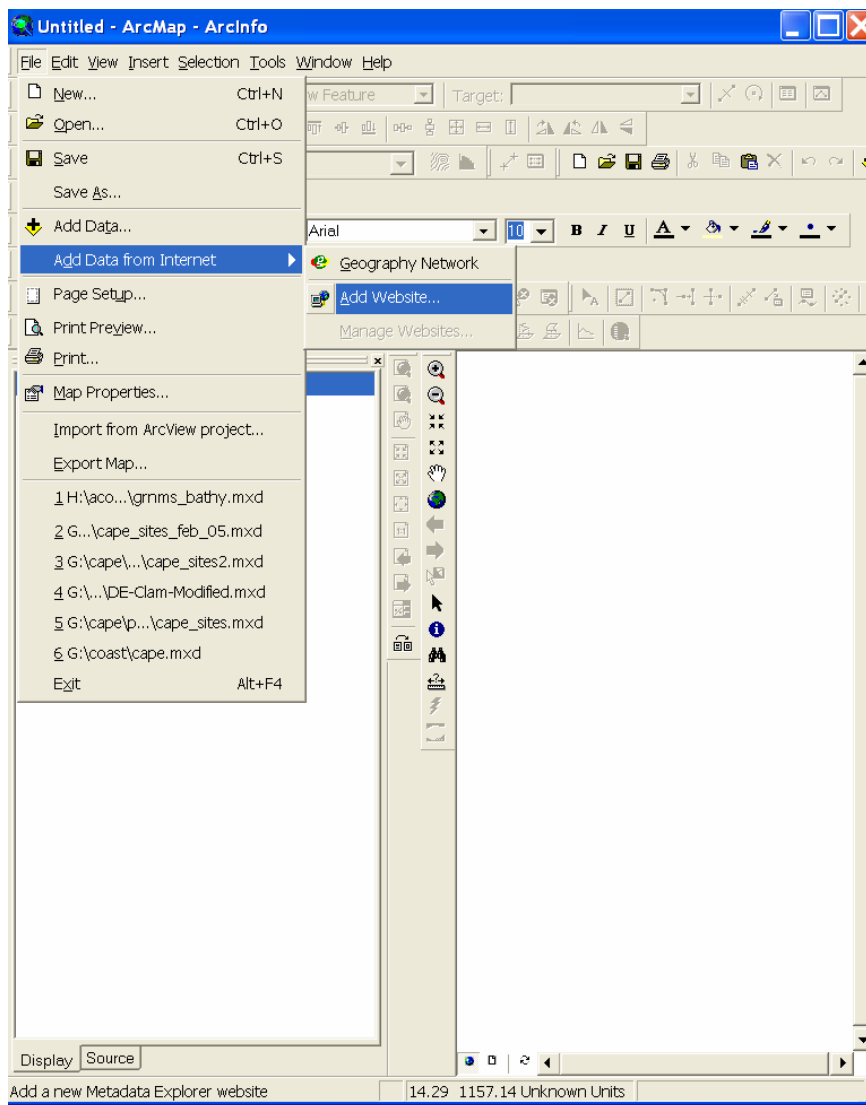 Untitled - ArcMap - ArcInfo
File Edit View Insert Selection Tools Window Help
New... Ctrl+N
w Feature Target:
Open... Ctrl+O
Save Ctrl+S
Save As...
Add Data...
Arial 10 B I U A
Add Data from Internet
Geography Network
Page Setup...
Add Website...
Print Preview...
Manage Websites...
Print...
Map Properties...
Import from ArcView project...
Export Map...
1 H:\aco...\grnms_bathy.mxd
2 G...\cape_sites_feb_05.mxd
3 G:\cape\...\cape_sites2.mxd
4 G:\...\DE-Clam-Modified.mxd
5 G:\cape\p...\cape_sites.mxd
6 G:\coast\cape.mxd
Exit Alt+F4
Display Source
Add a new Metadata Explorer website 14.29 1157.14 Unknown Units